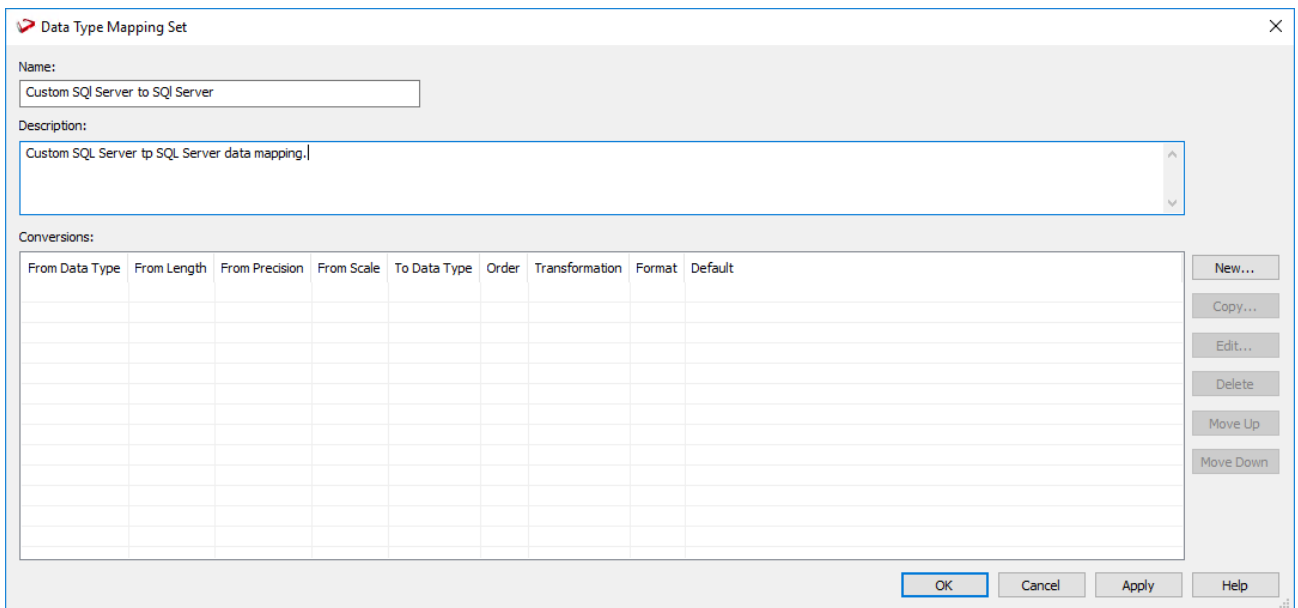 Data Type Mapping Set
Name:
Custom SQl Server to SQl Server
Description:
Custom SQL Server tp SQL Server data mapping.
Conversions:
From Data Type From Length From Precision From Scale To Data Type Order Transformation Format Default
New...
Copy...
Edit...
Delete
Move Up
Move Down
OK Cancel Apply Help